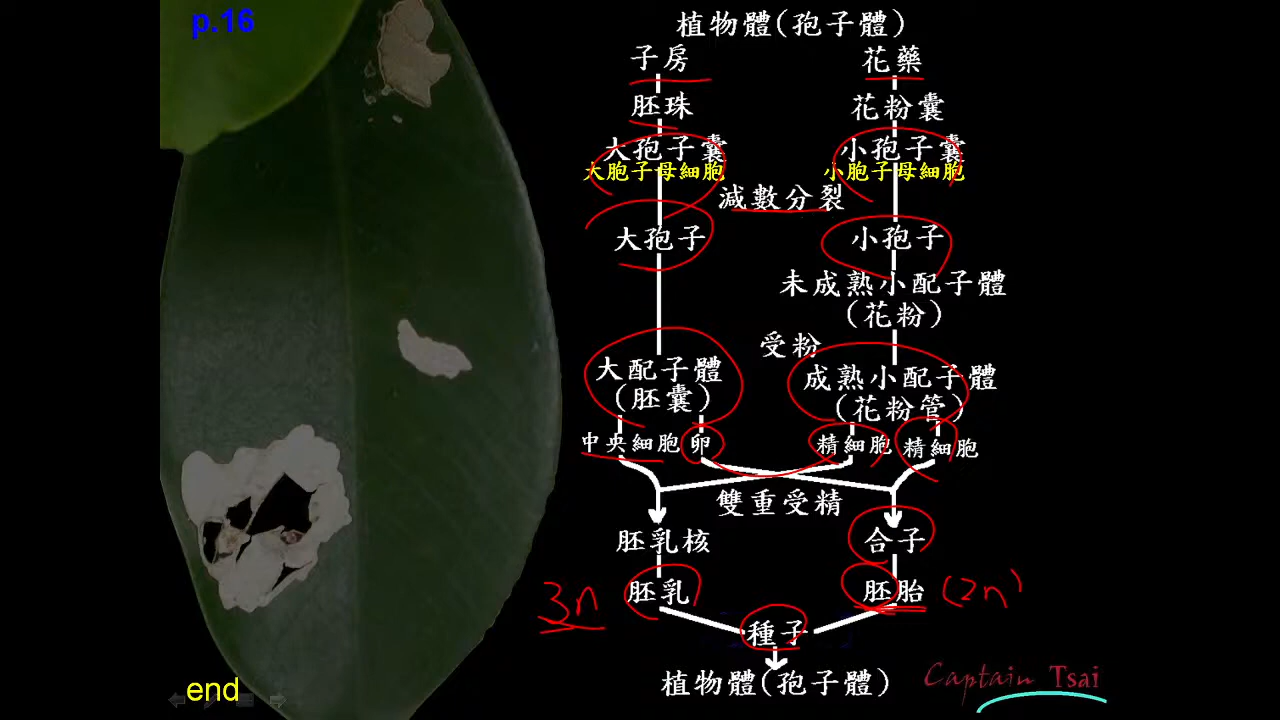 p.16
植物體(孢子體)
子房 花藥
胚珠 花粉囊
大孢子囊 小孢子囊
大胞子母細胞 小胞子母細胞
減數分裂
大孢子 小孢子
未成熟小配子體
(花粉)
受粉
大配子體 成熟小配子體
(胚囊) (花粉管)
中央細胞 卵 精細胞 精細胞
雙重受精
胚乳核 合子
3n 胚乳 胚胎 (2n)
種子
植物體(孢子體)
Captain Tsai
end